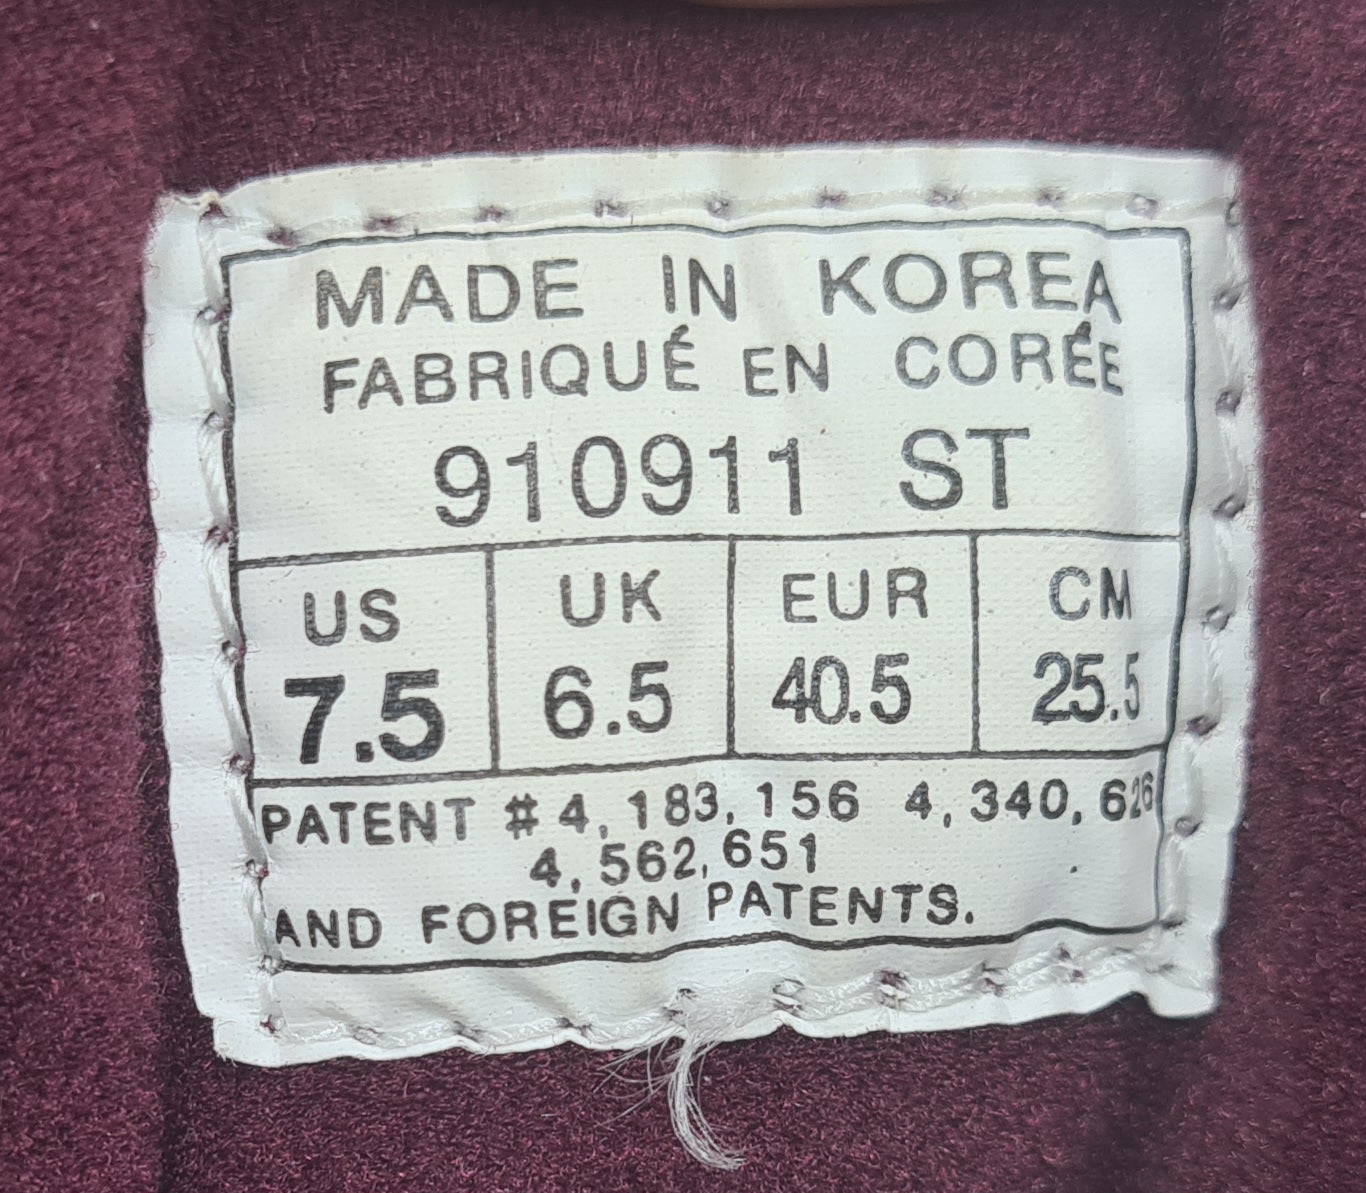 MADE IN KOREA
FABRIQUÉ EN CORÉE
910911 ST
US UK EUR CM
7.5 6.5 40.5 25.5
PATENT #4,183,156 4,340,626
4,562,651
AND FOREIGN PATENTS.